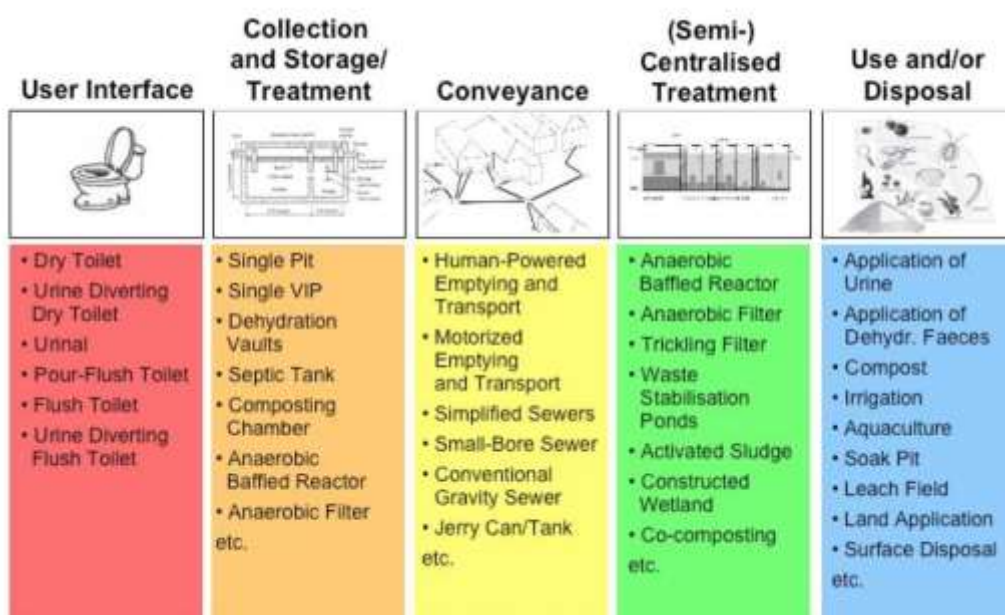 User Interface
Collection
and Storage/
Treatment
Conveyance
(Semi-)
Centralised
Treatment
Use and/or
Disposal
• Dry Toilet
• Urine Diverting
Dry Toilet
• Urinal
• Pour-Flush Toilet
• Flush Toilet
• Urine Diverting
Flush Toilet
• Single Pit
• Single VIP
• Dehydration
Vaults
• Septic Tank
• Composting
Chamber
• Anaerobic
Baffled Reactor
• Anaerobic Filter
etc.
• Human-Powered
Emptying and
Transport
• Motorized
Emptying
and Transport
• Simplified Sewers
• Small-Bore Sewer
• Conventional
Gravity Sewer
• Jerry Can/Tank
etc.
• Anaerobic
Baffled Reactor
• Anaerobic Filter
• Trickling Filter
• Waste
Stabilisation
Ponds
• Activated Sludge
• Constructed
Wetland
• Co-composting
etc.
• Application of
Urine
• Application of
Dehydr. Faeces
• Compost
• Irrigation
• Aquaculture
• Soak Pit
• Leach Field
• Land Application
• Surface Disposal
etc.